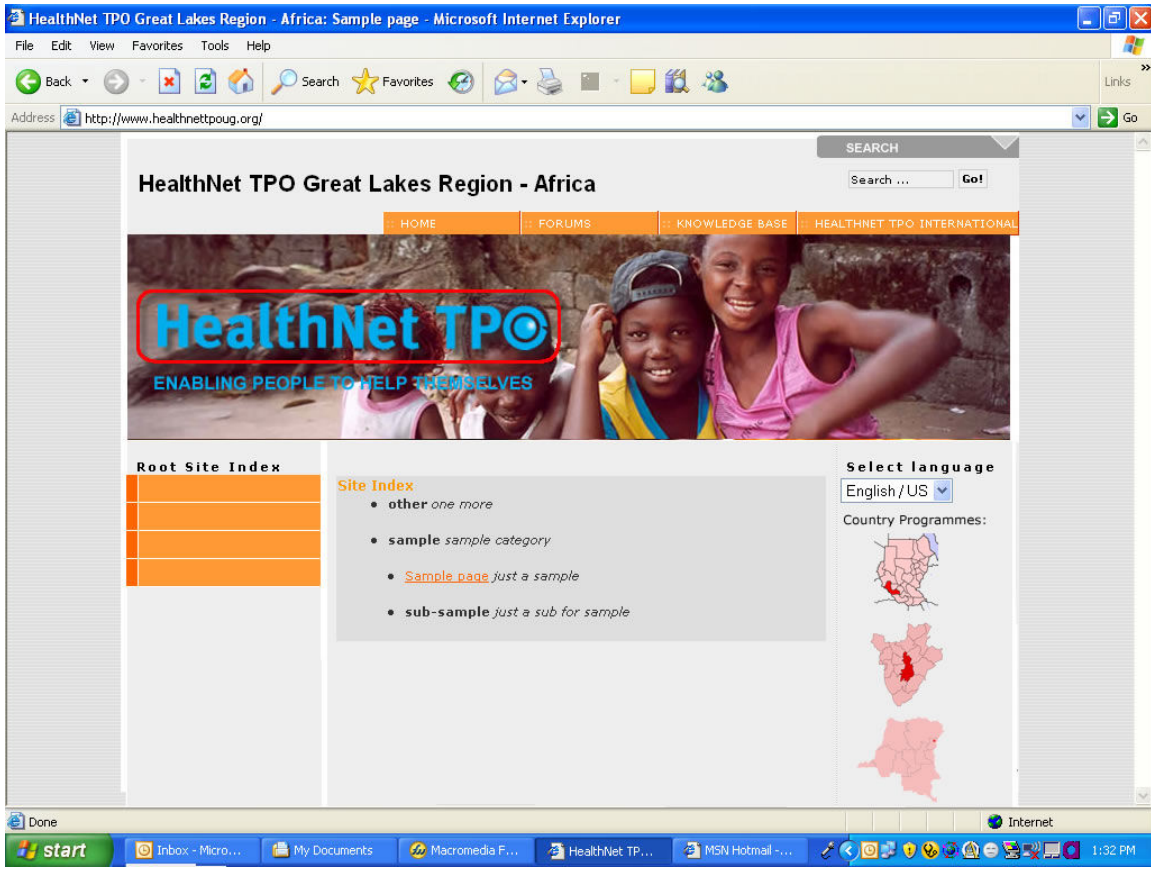 HealthNet TPO Great Lakes Region - Africa: Sample page - Microsoft Internet Explorer
File Edit View Favorites Tools Help
Back Search Favorites Links
Address http://www.healthnettpoug.org/ Go
SEARCH
HealthNet TPO Great Lakes Region - Africa
Search ... Go!
:: HOME :: FORUMS :: KNOWLEDGE BASE :: HEALTHNET TPO INTERNATIONAL
HealthNet TPO
ENABLING PEOPLE TO HELP THEMSELVES
Root Site Index
Site Index
• other one more
• sample sample category
• Sample page just a sample
• sub-sample just a sub for sample
Select language
English / US
Country Programmes:
Done Internet
start Inbox - Micro... My Documents Macromedia F... HealthNet TP... MSN Hotmail -... 1:32 PM